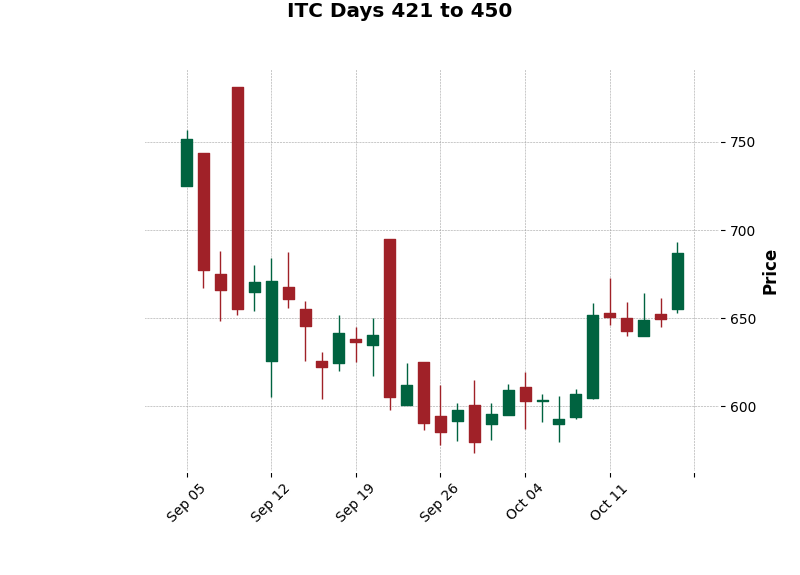 ITC Days 421 to 450
750
700
650
600
Price
Sep 05
Sep 12
Sep 19
Sep 26
Oct 04
Oct 11